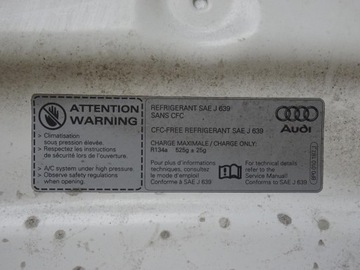 ATTENTION
WARNING
> Climatisation
sous pression élevée.
> Respectez les instructions
de sécurité lors de l'ouverture.
> A/C system under high pressure.
> Observe safety regulations
when opening.
REFRIGERANT SAE J 639
SANS CFC
CFC-FREE REFRIGERANT SAE J 639
CHARGE MAXIMALE / CHARGE ONLY:
R134a 525g ± 25g
Pour plus d'informations
techniques, consultez
le mode d'emploi)
Conforme à SAE J 639
For technical details
refer to the
Service Manual!
Conforms to SAE J 639
Audi